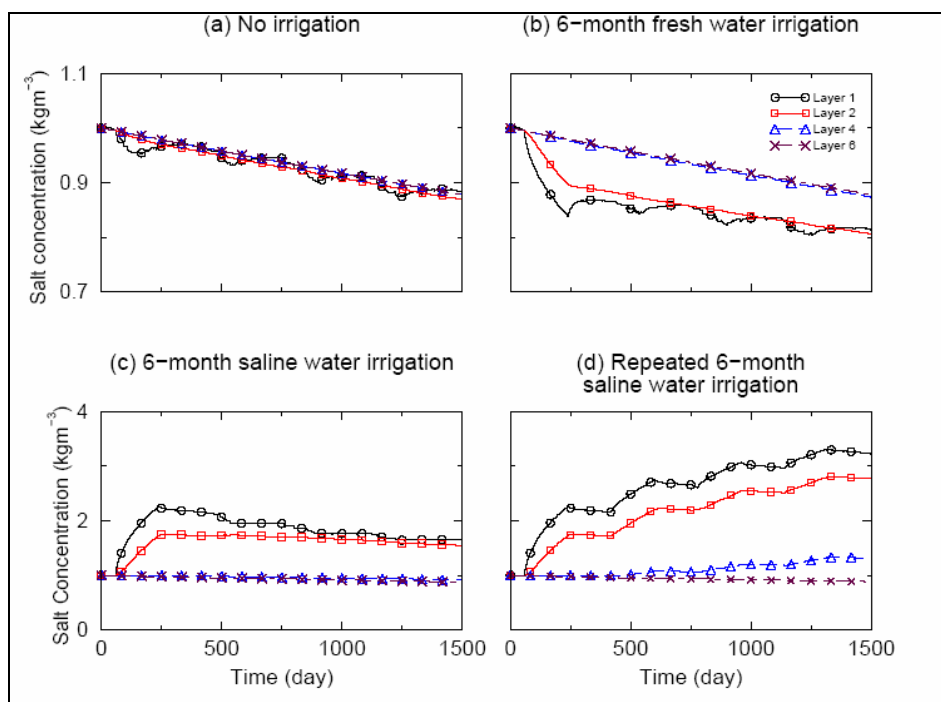 (a) No irrigation
(b) 6−month fresh water irrigation
1.1
0.9
0.7
Salt concentration (kgm−3)
Layer 1
Layer 2
Layer 4
Layer 6
(c) 6−month saline water irrigation
(d) Repeated 6−month
saline water irrigation
4
2
0
Salt Concentration (kgm−3)
0
500
1000
1500
0
500
1000
1500
Time (day)
Time (day)